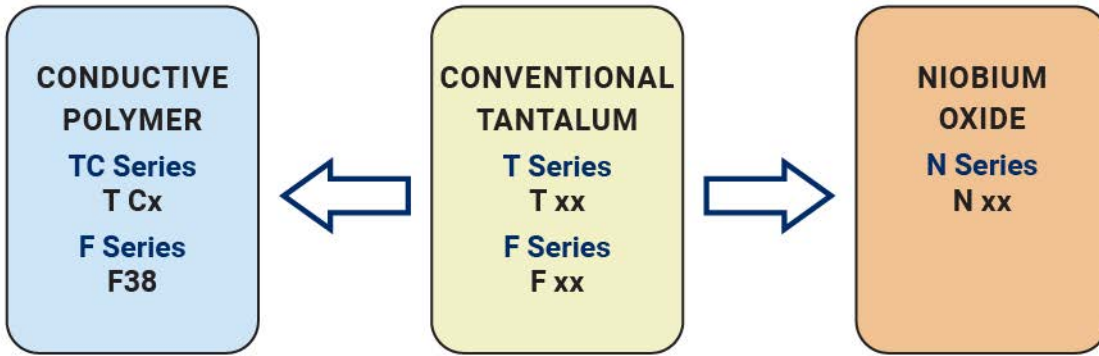 CONDUCTIVE
POLYMER
TC Series
T Cx
F Series
F38
CONVENTIONAL
TANTALUM
T Series
T xx
F Series
F xx
NIOBIUM
OXIDE
N Series
N xx